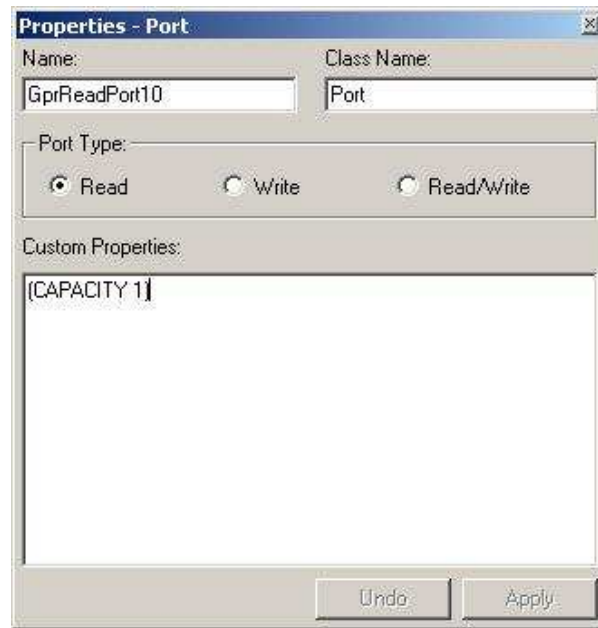 Properties - Port
Name: Class Name:
GprReadPort10 Port
Port Type:
Read Write Read/Write
Custom Properties:
(CAPACITY 1)
Undo Apply